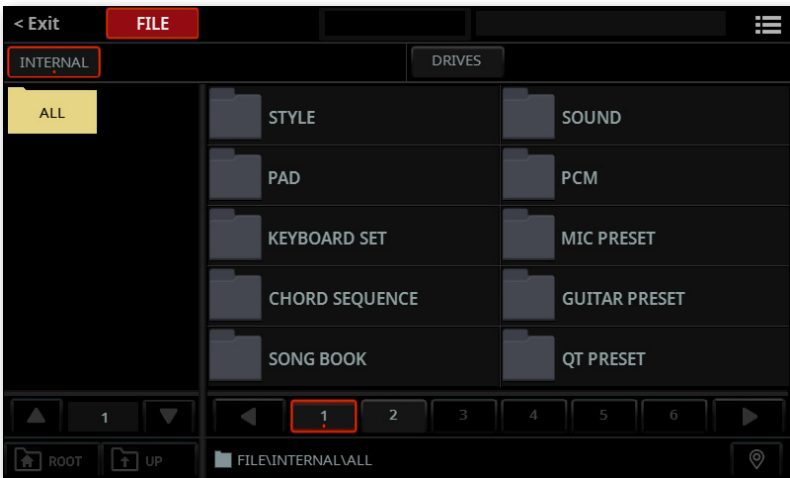 < Exit FILE
INTERNAL DRIVES
ALL
STYLE SOUND
PAD PCM
KEYBOARD SET MIC PRESET
CHORD SEQUENCE GUITAR PRESET
SONG BOOK QT PRESET
1 1 2 3 4 5 6
ROOT UP FILE\INTERNAL\ALL